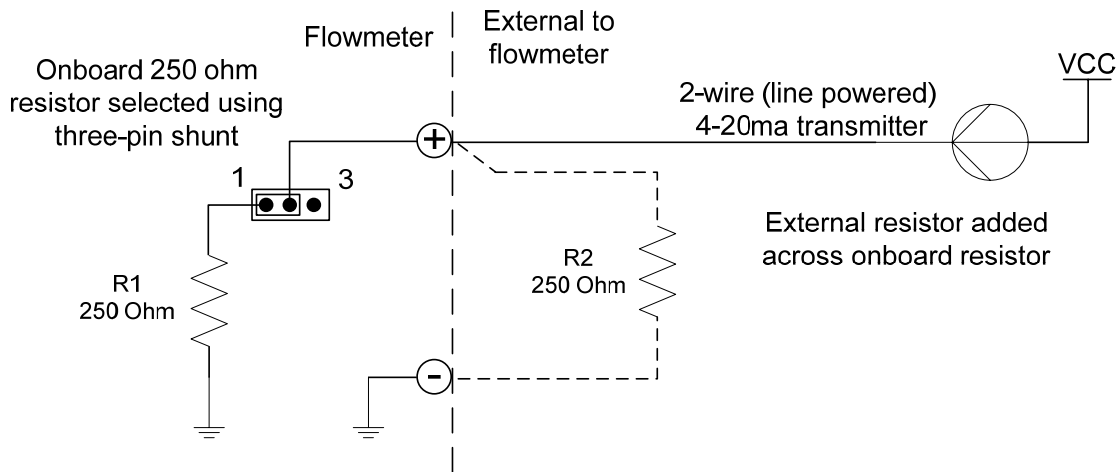 Flowmeter
External to
flowmeter
Onboard 250 ohm
resistor selected using
three-pin shunt
VCC
2-wire (line powered)
4-20ma transmitter
+
1
3
External resistor added
across onboard resistor
R1
250 Ohm
R2
250 Ohm
-